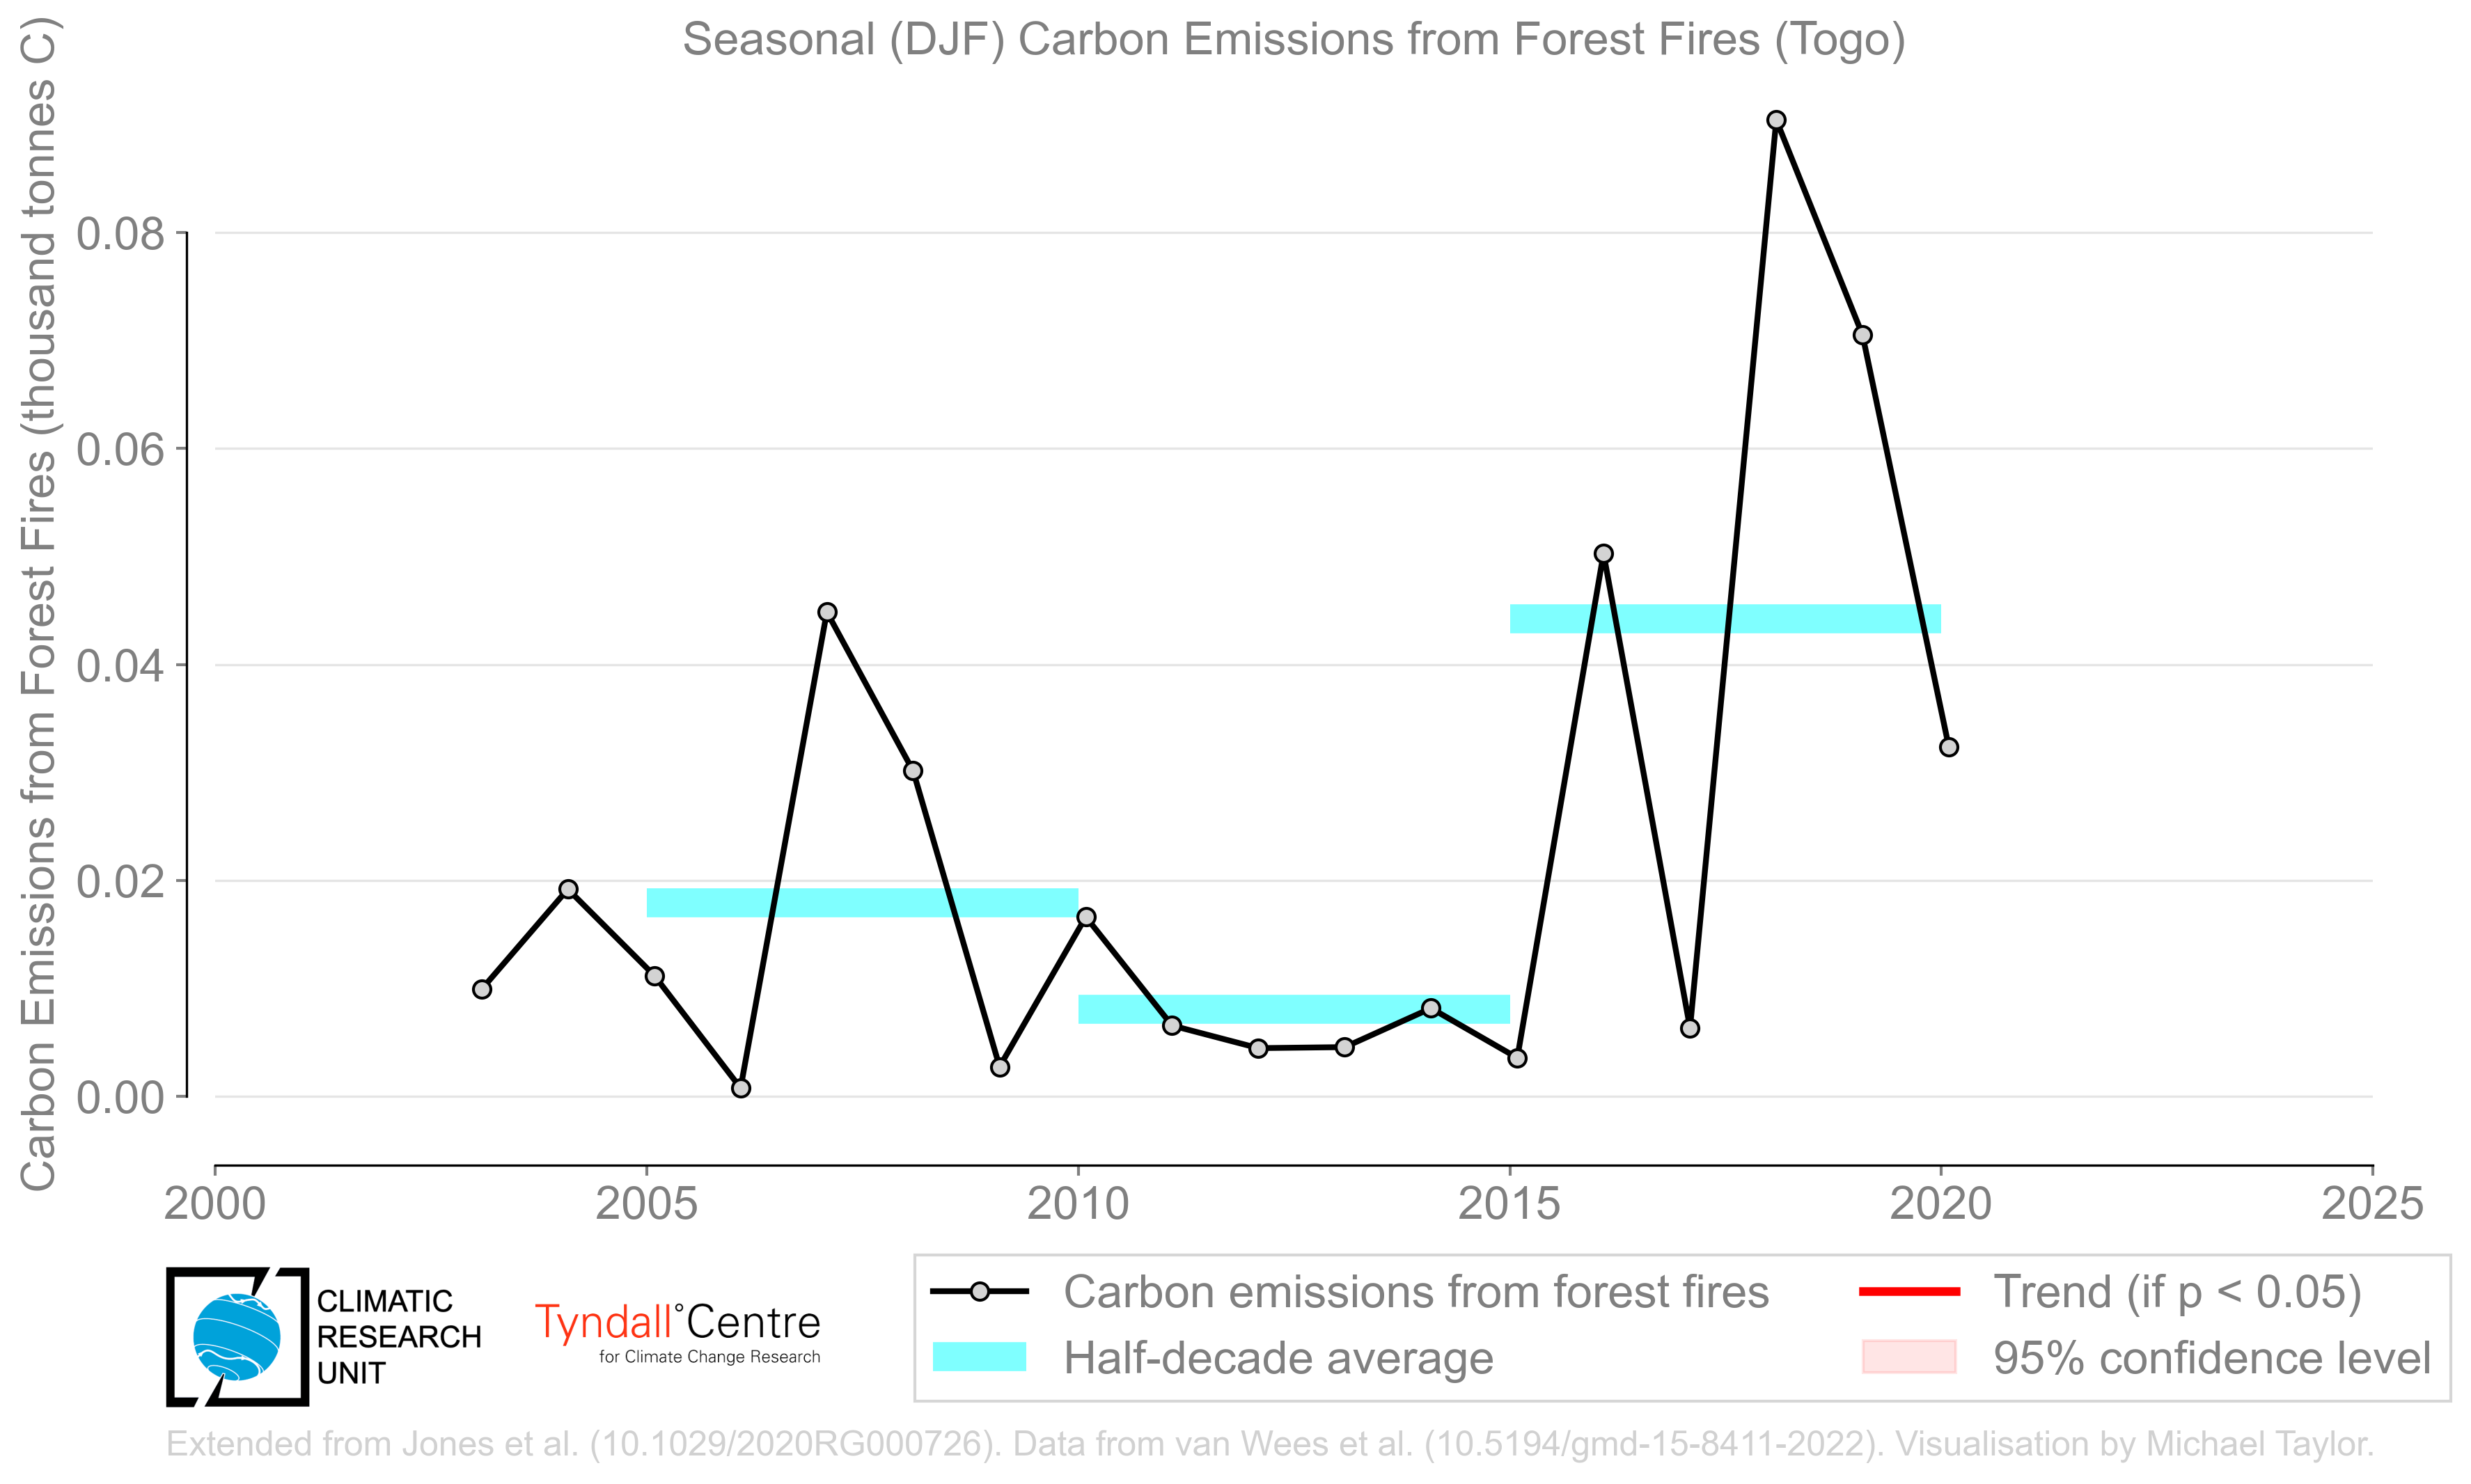 Seasonal (DJF) Carbon Emissions from Forest Fires (Togo)
Carbon Emissions from Forest Fires (thousand tonnes C)
0.08
0.06
0.04
0.02
0.00
2000 2005 2010 2015 2020 2025
CLIMATIC
RESEARCH
UNIT
Tyndall°Centre
for Climate Change Research
Carbon emissions from forest fires
Half-decade average
Trend (if p < 0.05)
95% confidence level
Extended from Jones et al. (10.1029/2020RG000726). Data from van Wees et al. (10.5194/gmd-15-8411-2022). Visualisation by Michael Taylor.